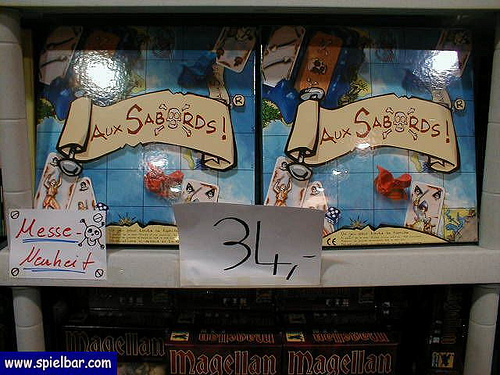 Aux Sabords!
Aux Sabords!
Messe-
Neuheit
34,-
Magellan
Magellan
Magellan
www.spielbar.com